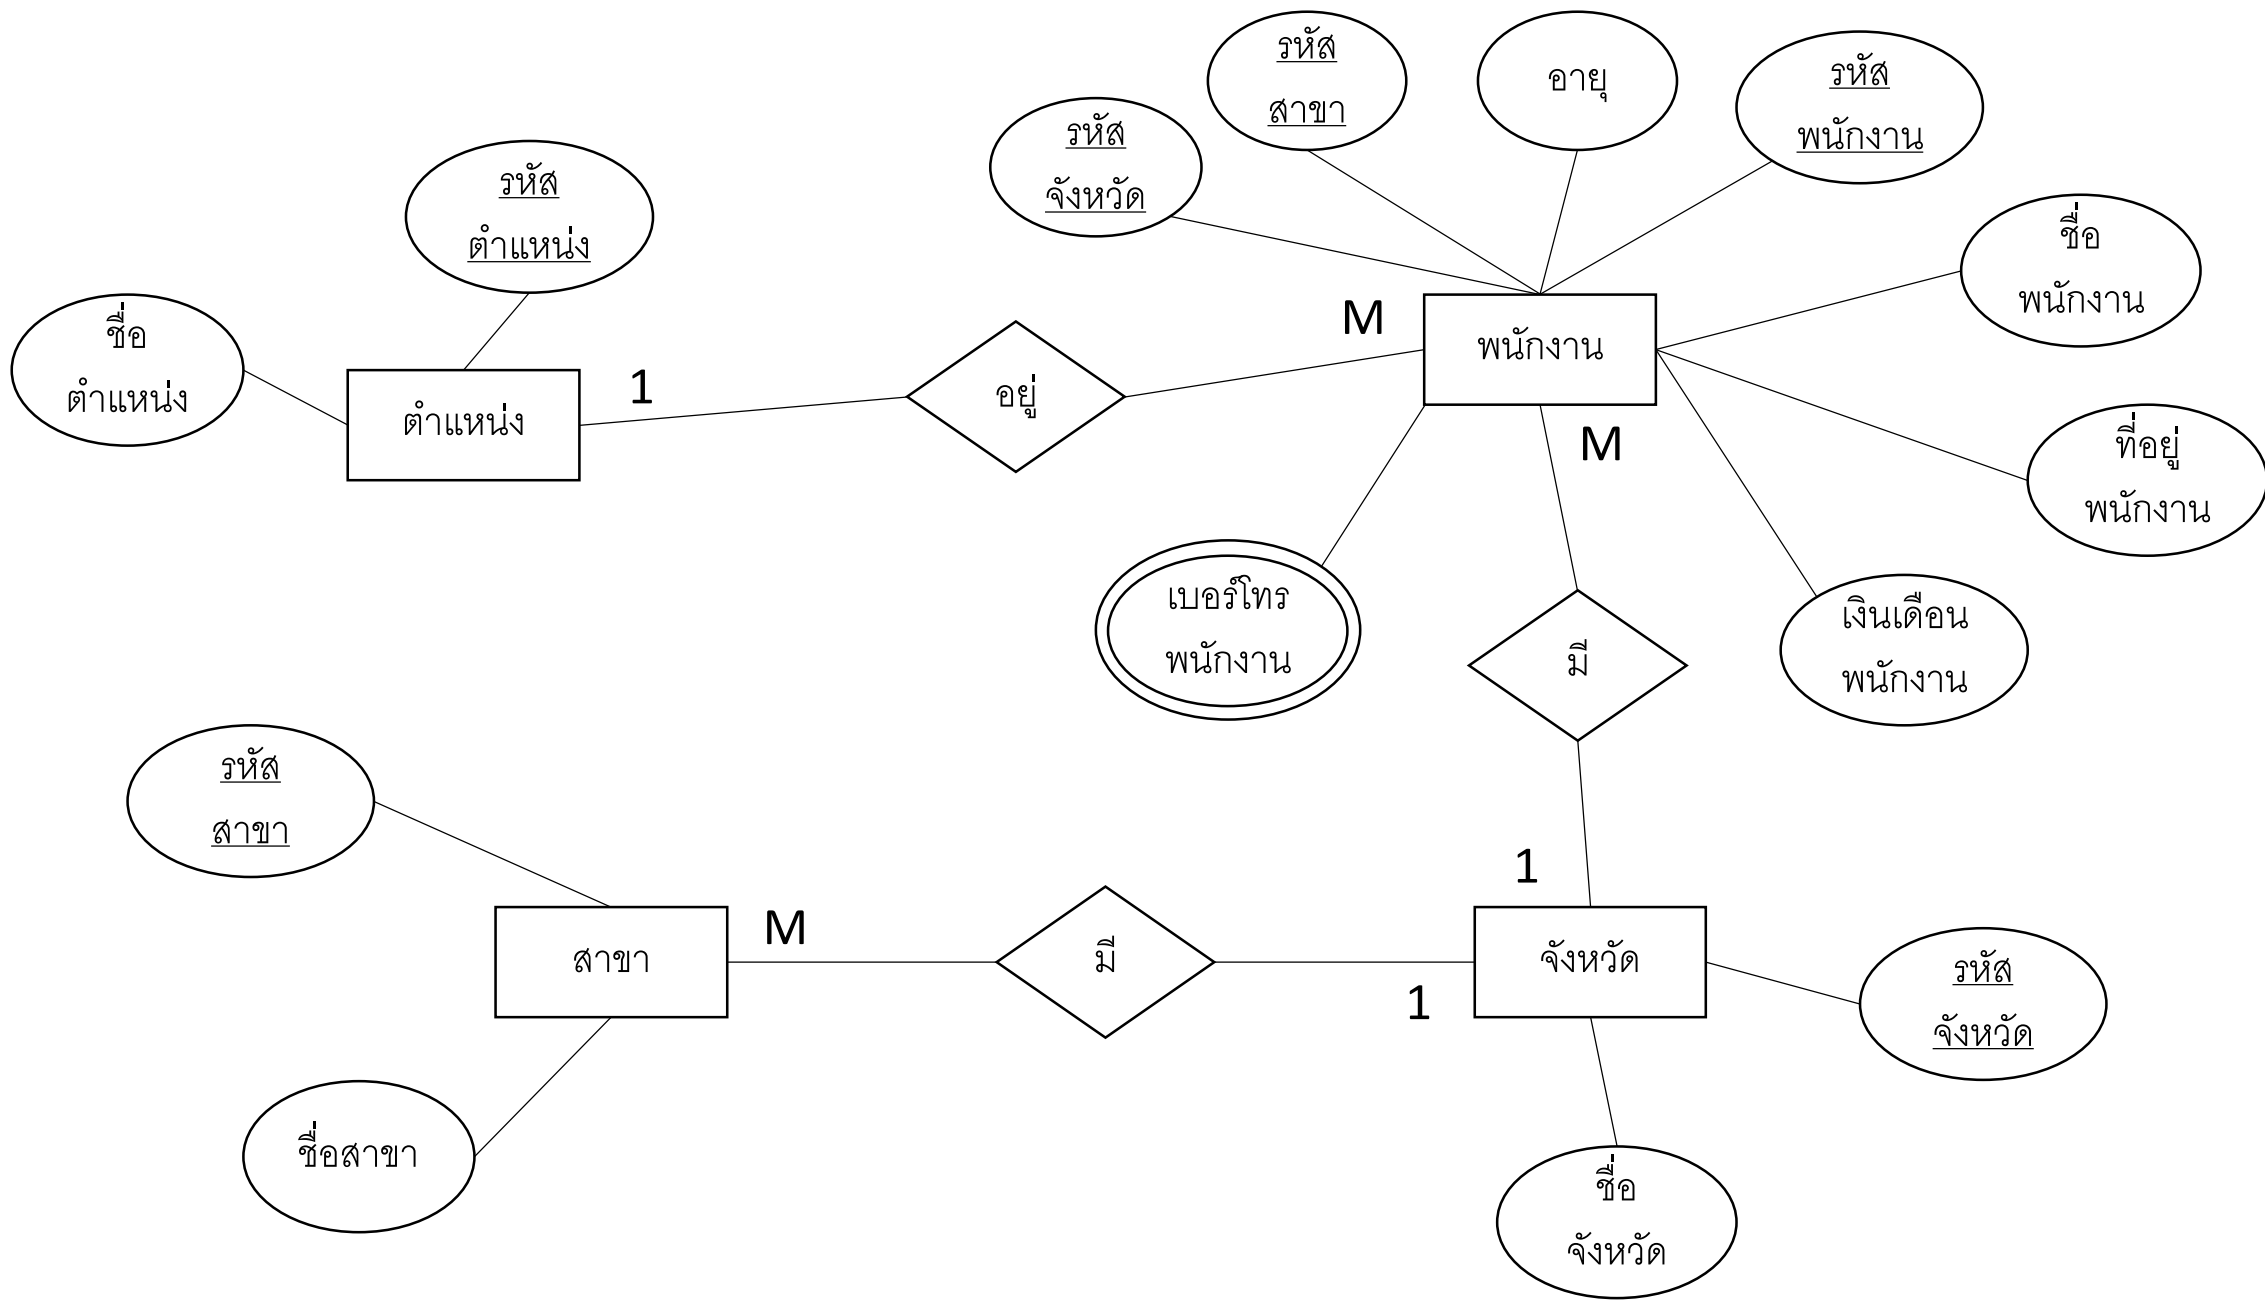 รหัส
สาขา
อายุ
รหัส
พนักงาน
รหัส
จังหวัด
รหัส
ตำแหน่ง
ชื่อ
พนักงาน
ชื่อ
ตำแหน่ง
M
พนักงาน
1
อยู่
ตำแหน่ง
M
ที่อยู่
พนักงาน
เบอร์โทร
พนักงาน
มี
เงินเดือน
พนักงาน
รหัส
สาขา
1
M
สาขา
มี
จังหวัด
1
รหัส
จังหวัด
ชื่อสาขา
ชื่อ
จังหวัด